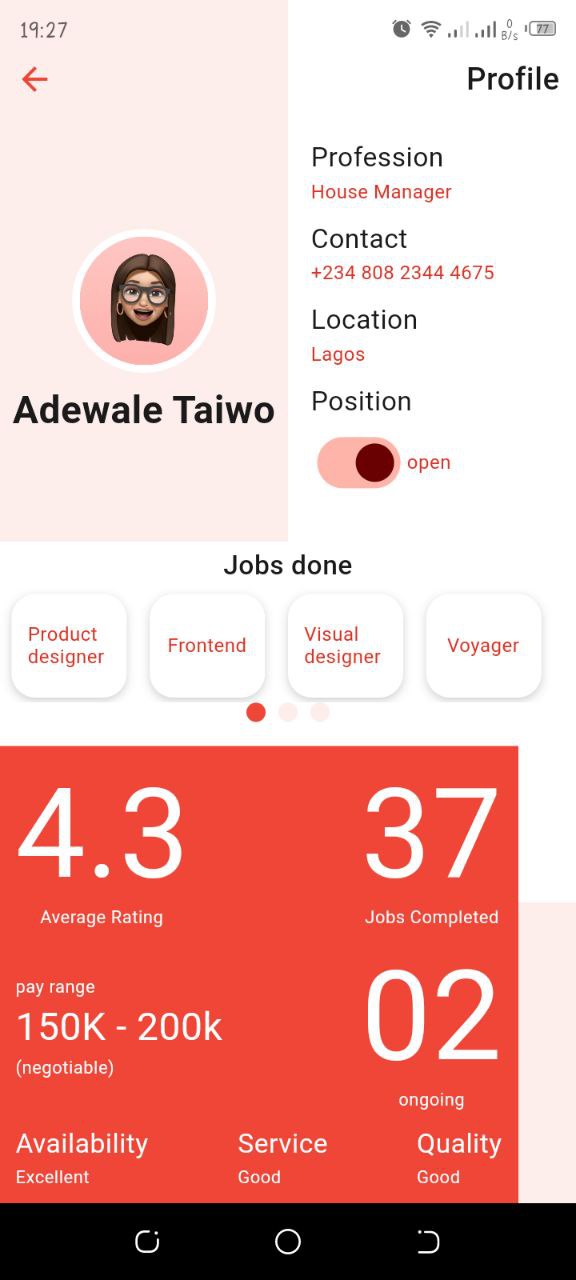 19:27
0
B/s
77
Profile
Profession
House Manager
Contact
+234 808 2344 4675
Location
Lagos
Position
open
Adewale Taiwo
Jobs done
Product
designer
Frontend
Visual
designer
Voyager
4.3
Average Rating
37
Jobs Completed
pay range
150K - 200k
(negotiable)
02
ongoing
Availability
Excellent
Service
Good
Quality
Good